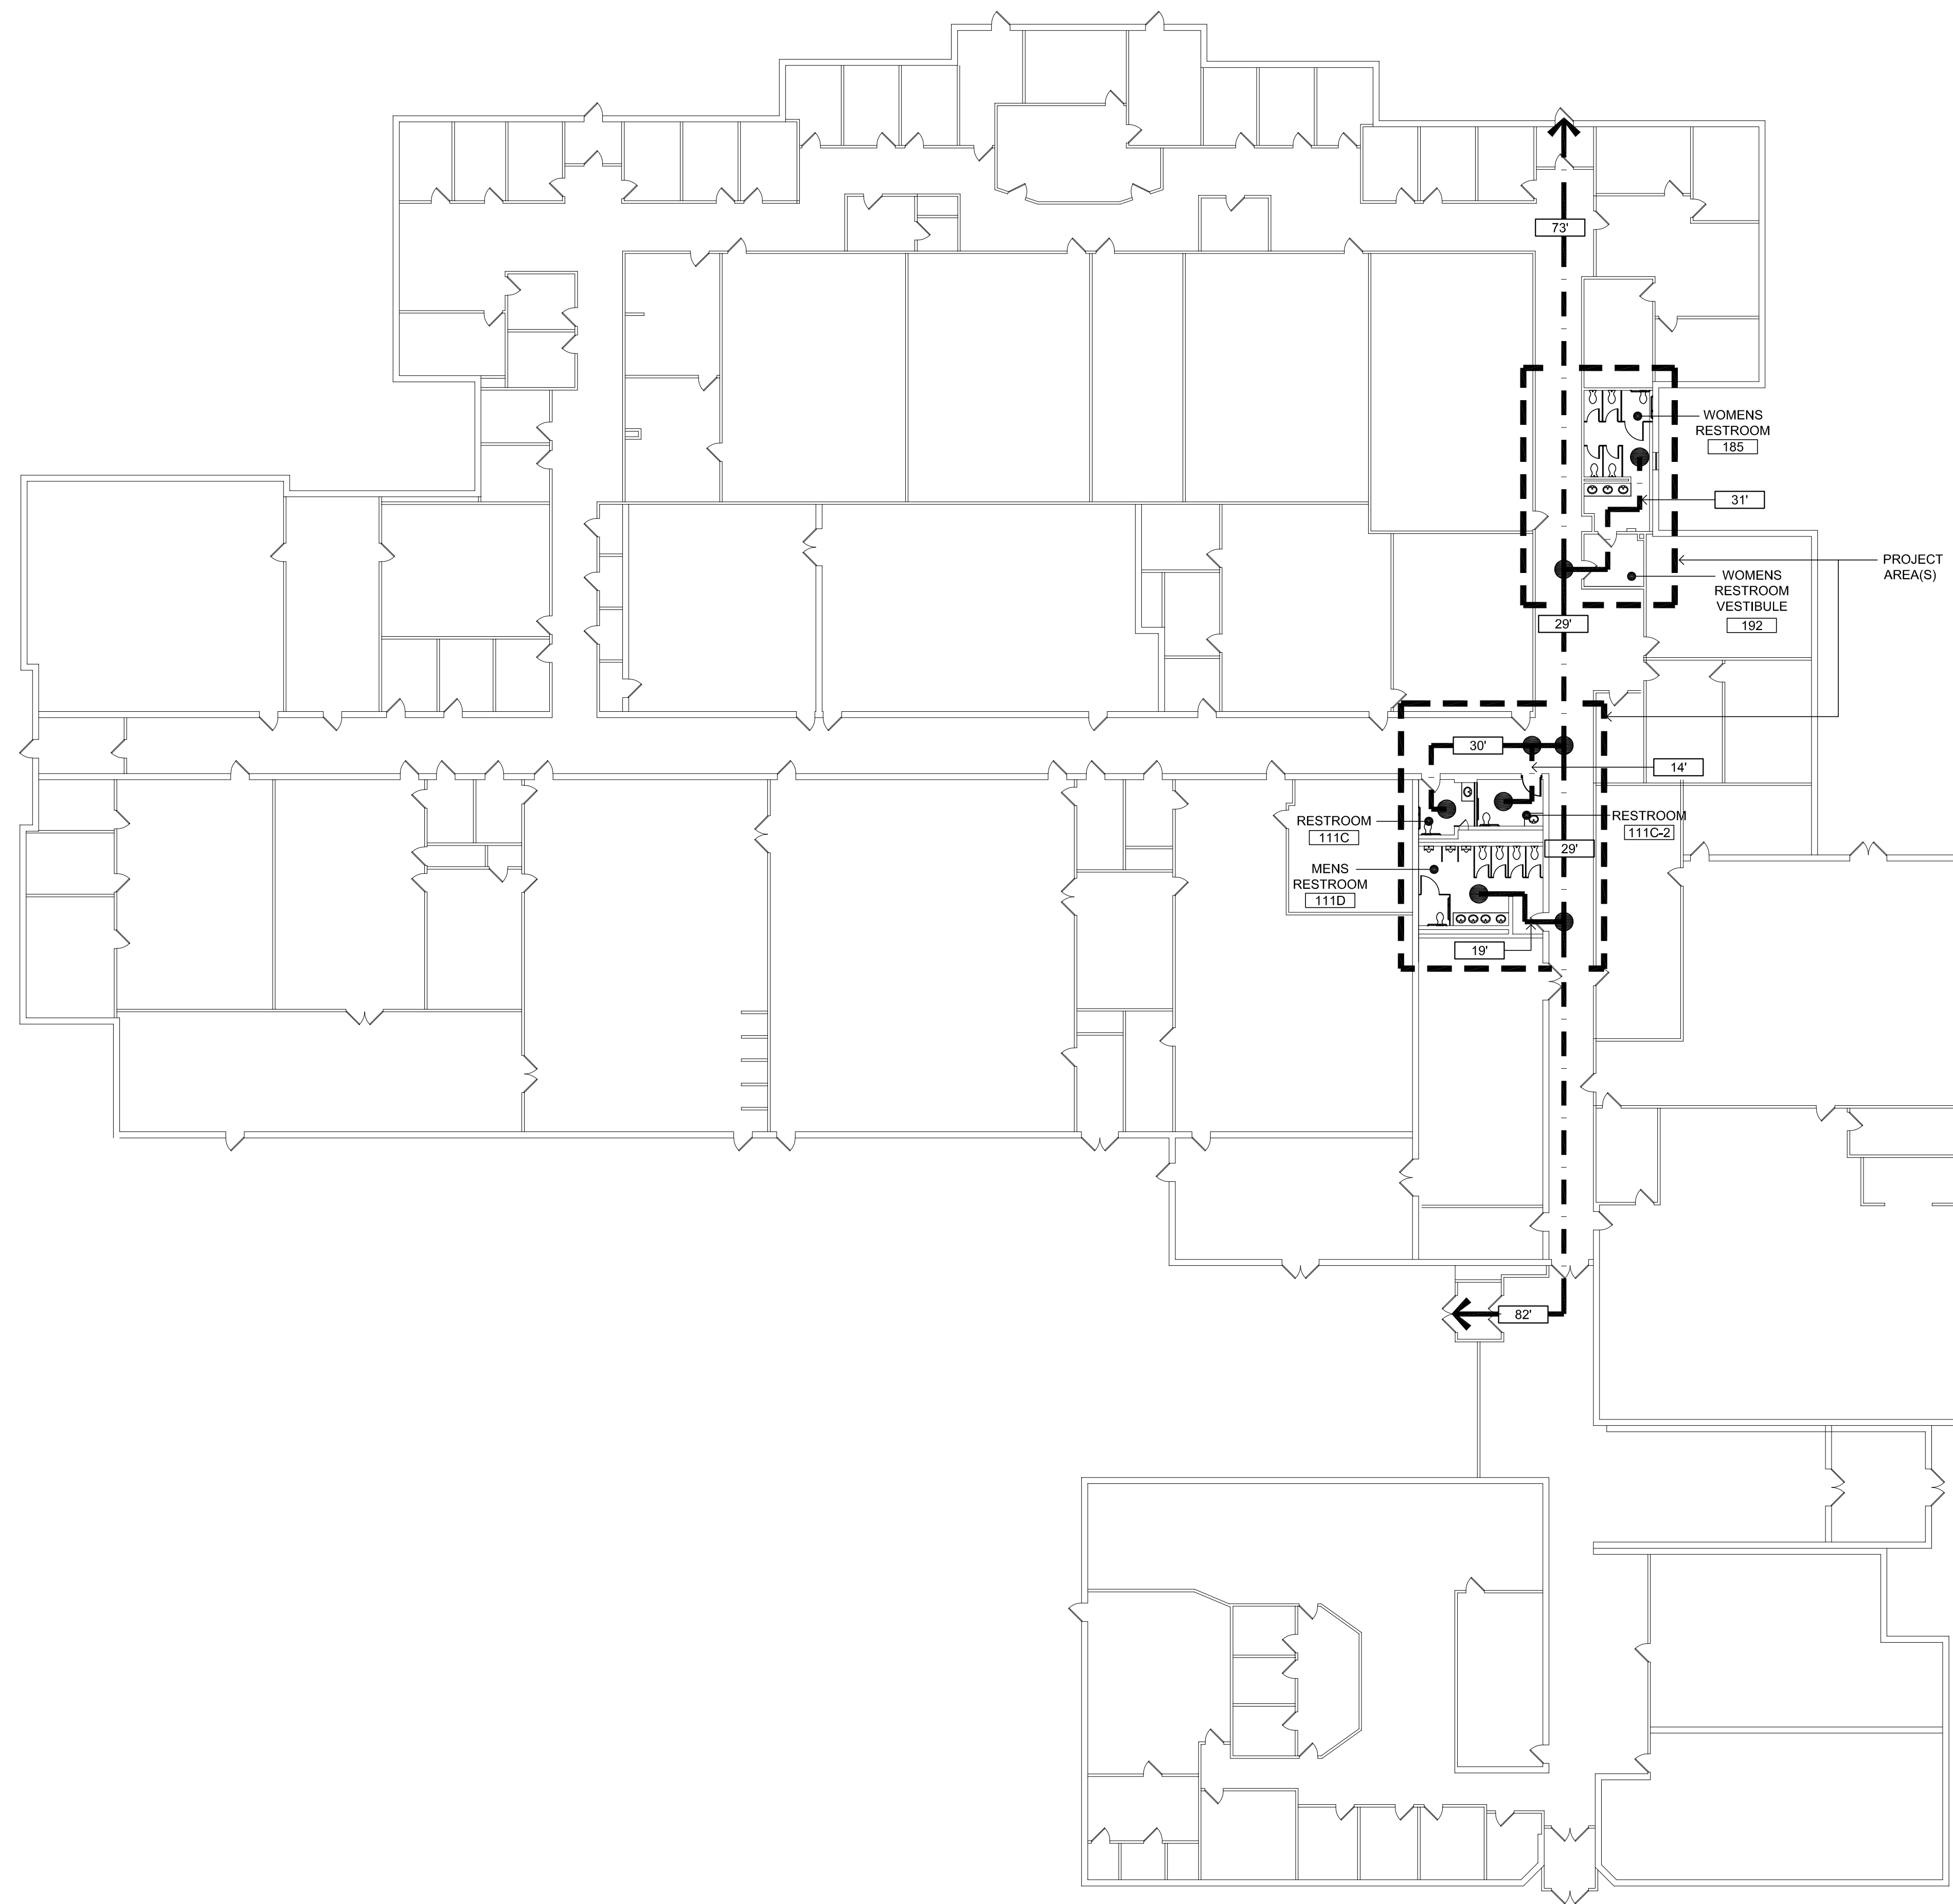 73'
WOMENS
RESTROOM
185
31'
PROJECT
AREA(S)
WOMENS
RESTROOM
VESTIBULE
192
29'
30'
14'
RESTROOM
111C
RESTROOM
111C-2
29'
MENS
RESTROOM
111D
19'
82'